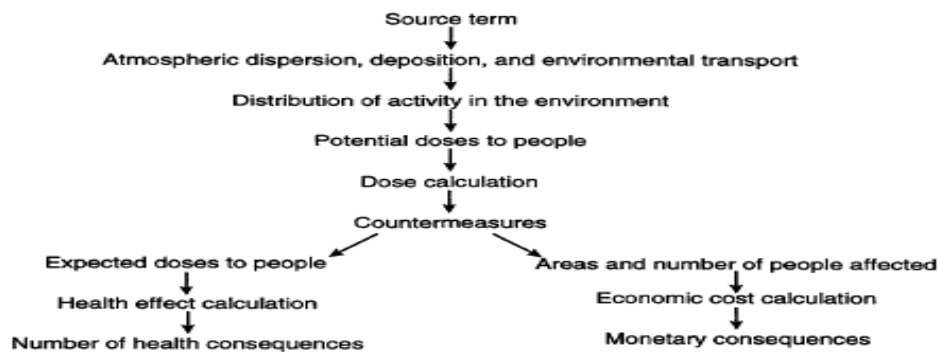 Source term
Atmospheric dispersion, deposition, and environmental transport
Distribution of activity in the environment
Potential doses to people
Dose calculation
Countermeasures
Expected doses to people
Areas and number of people affected
Health effect calculation
Economic cost calculation
Number of health consequences
Monetary consequences